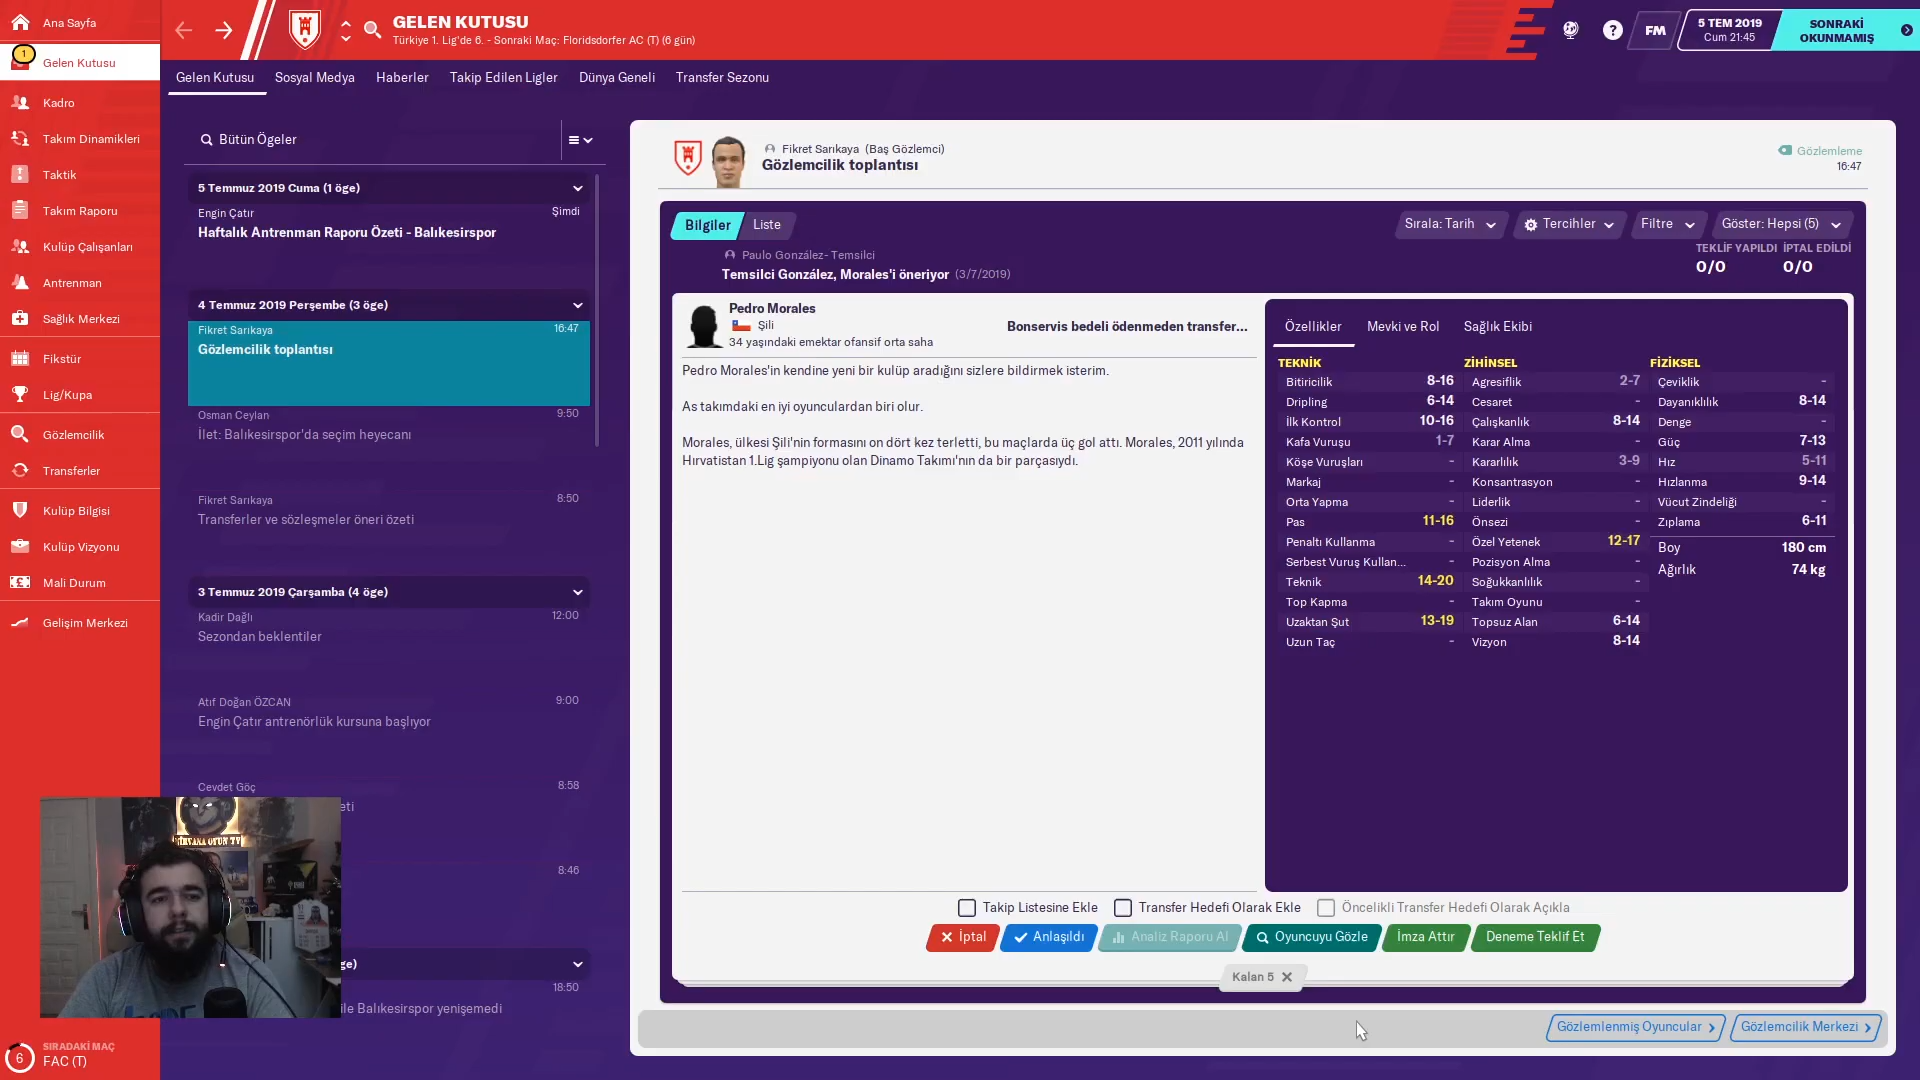 Ana Sayfa
1
Gelen Kutusu
Kadro
Takım Dinamikleri
Taktik
Takım Raporu
Kulüp Çalışanları
Antrenman
Sağlık Merkezi
Fikstür
Lig/Kupa
Gözlemcilik
Transferler
Kulüp Bilgisi
Kulüp Vizyonu
Mali Durum
Gelişim Merkezi
SIRADAKİ MAÇ
6
FAC (T)
GELEN KUTUSU
Türkiye 1. Lig'de 6. - Sonraki Maç: Floridsdorfer AC (T) (6 gün)
?
FM
5 TEM 2019
Cum 21:45
SONRAKİ
OKUNMAMIŞ
Gelen Kutusu Sosyal Medya Haberler Takip Edilen Ligler Dünya Geneli Transfer Sezonu
Bütün Ögeler
5 Temmuz 2019 Cuma (1 öge)
Engin Çatır Şimdi
Haftalık Antrenman Raporu Özeti - Balıkesirspor
4 Temmuz 2019 Perşembe (3 öge)
Fikret Sarıkaya 16:47
Gözlemcilik toplantısı
Osman Ceylan 9:50
İlet: Balıkesirspor'da seçim heyecanı
Fikret Sarıkaya 8:50
Transferler ve sözleşmeler öneri özeti
3 Temmuz 2019 Çarşamba (4 öge)
Kadir Dağlı 12:00
Sezondan beklentiler
Atıf Doğan ÖZCAN 9:00
Engin Çatır antrenörlük kursuna başlıyor
Cevdet Göç 8:58
eti
8:46
ge)
18:50
ile Balıkesirspor yenişemedi
NİRVANA OYUN TV
Fikret Sarıkaya (Baş Gözlemci)
Gözlemcilik toplantısı
Gözlemleme
16:47
Bilgiler Liste
Sırala: Tarih Tercihler Filtre Göster: Hepsi (5)
TEKLİF YAPILDI İPTAL EDİLDİ
0/0 0/0
Paulo González- Temsilci
Temsilci González, Morales'i öneriyor (3/7/2019)
Pedro Morales
Şili
Bonservis bedeli ödenmeden transfer...
34 yaşındaki emektar ofansif orta saha
Pedro Morales'in kendine yeni bir kulüp aradığını sizlere bildirmek isterim.
As takımdaki en iyi oyunculardan biri olur.
Morales, ülkesi Şili'nin formasını on dört kez terletti, bu maçlarda üç gol attı. Morales, 2011 yılında
Hırvatistan 1.Lig şampiyonu olan Dinamo Takımı'nın da bir parçasıydı.
Özellikler Mevki ve Rol Sağlık Ekibi
TEKNİK ZİHİNSEL FİZİKSEL
Bitiricilik 8-16 Agresiflik 2-7 Çeviklik -
Dripling 6-14 Cesaret - Dayanıklılık 8-14
İlk Kontrol 10-16 Çalışkanlık 8-14 Denge -
Kafa Vuruşu 1-7 Karar Alma - Güç 7-13
Köşe Vuruşları - Kararlılık 3-9 Hız 5-11
Markaj - Konsantrasyon - Hızlanma 9-14
Orta Yapma - Liderlik - Vücut Zindeliği -
Pas 11-16 Önsezi - Zıplama 6-11
Penaltı Kullanma - Özel Yetenek 12-17 Boy 180 cm
Serbest Vuruş Kullan... - Pozisyon Alma - Ağırlık 74 kg
Teknik 14-20 Soğukkanlılık -
Top Kapma - Takım Oyunu -
Uzaktan Şut 13-19 Topsuz Alan 6-14
Uzun Taç - Vizyon 8-14
Takip Listesine Ekle Transfer Hedefi Olarak Ekle Öncelikli Transfer Hedefi Olarak Açıkla
İptal Anlaşıldı Analiz Raporu Al Oyuncuyu Gözle İmza Attır Deneme Teklif Et
Kalan 5
Gözlemlenmiş Oyuncular Gözlemcilik Merkezi